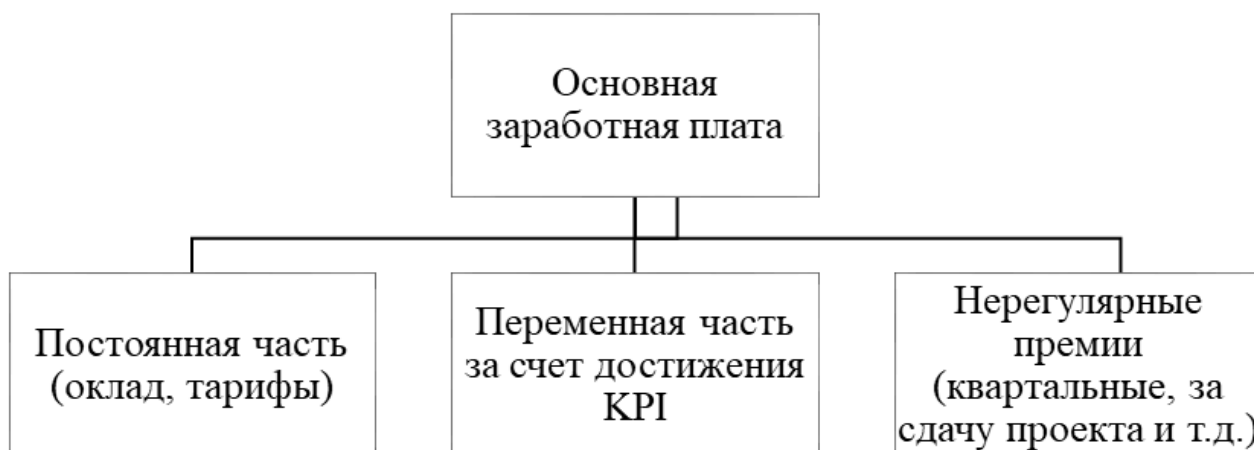 Основная
заработная плата
Постоянная часть
(оклад, тарифы)
Переменная часть
за счет достижения
KPI
Нерегулярные
премии
(квартальные, за
сдачу проекта и т.д.)